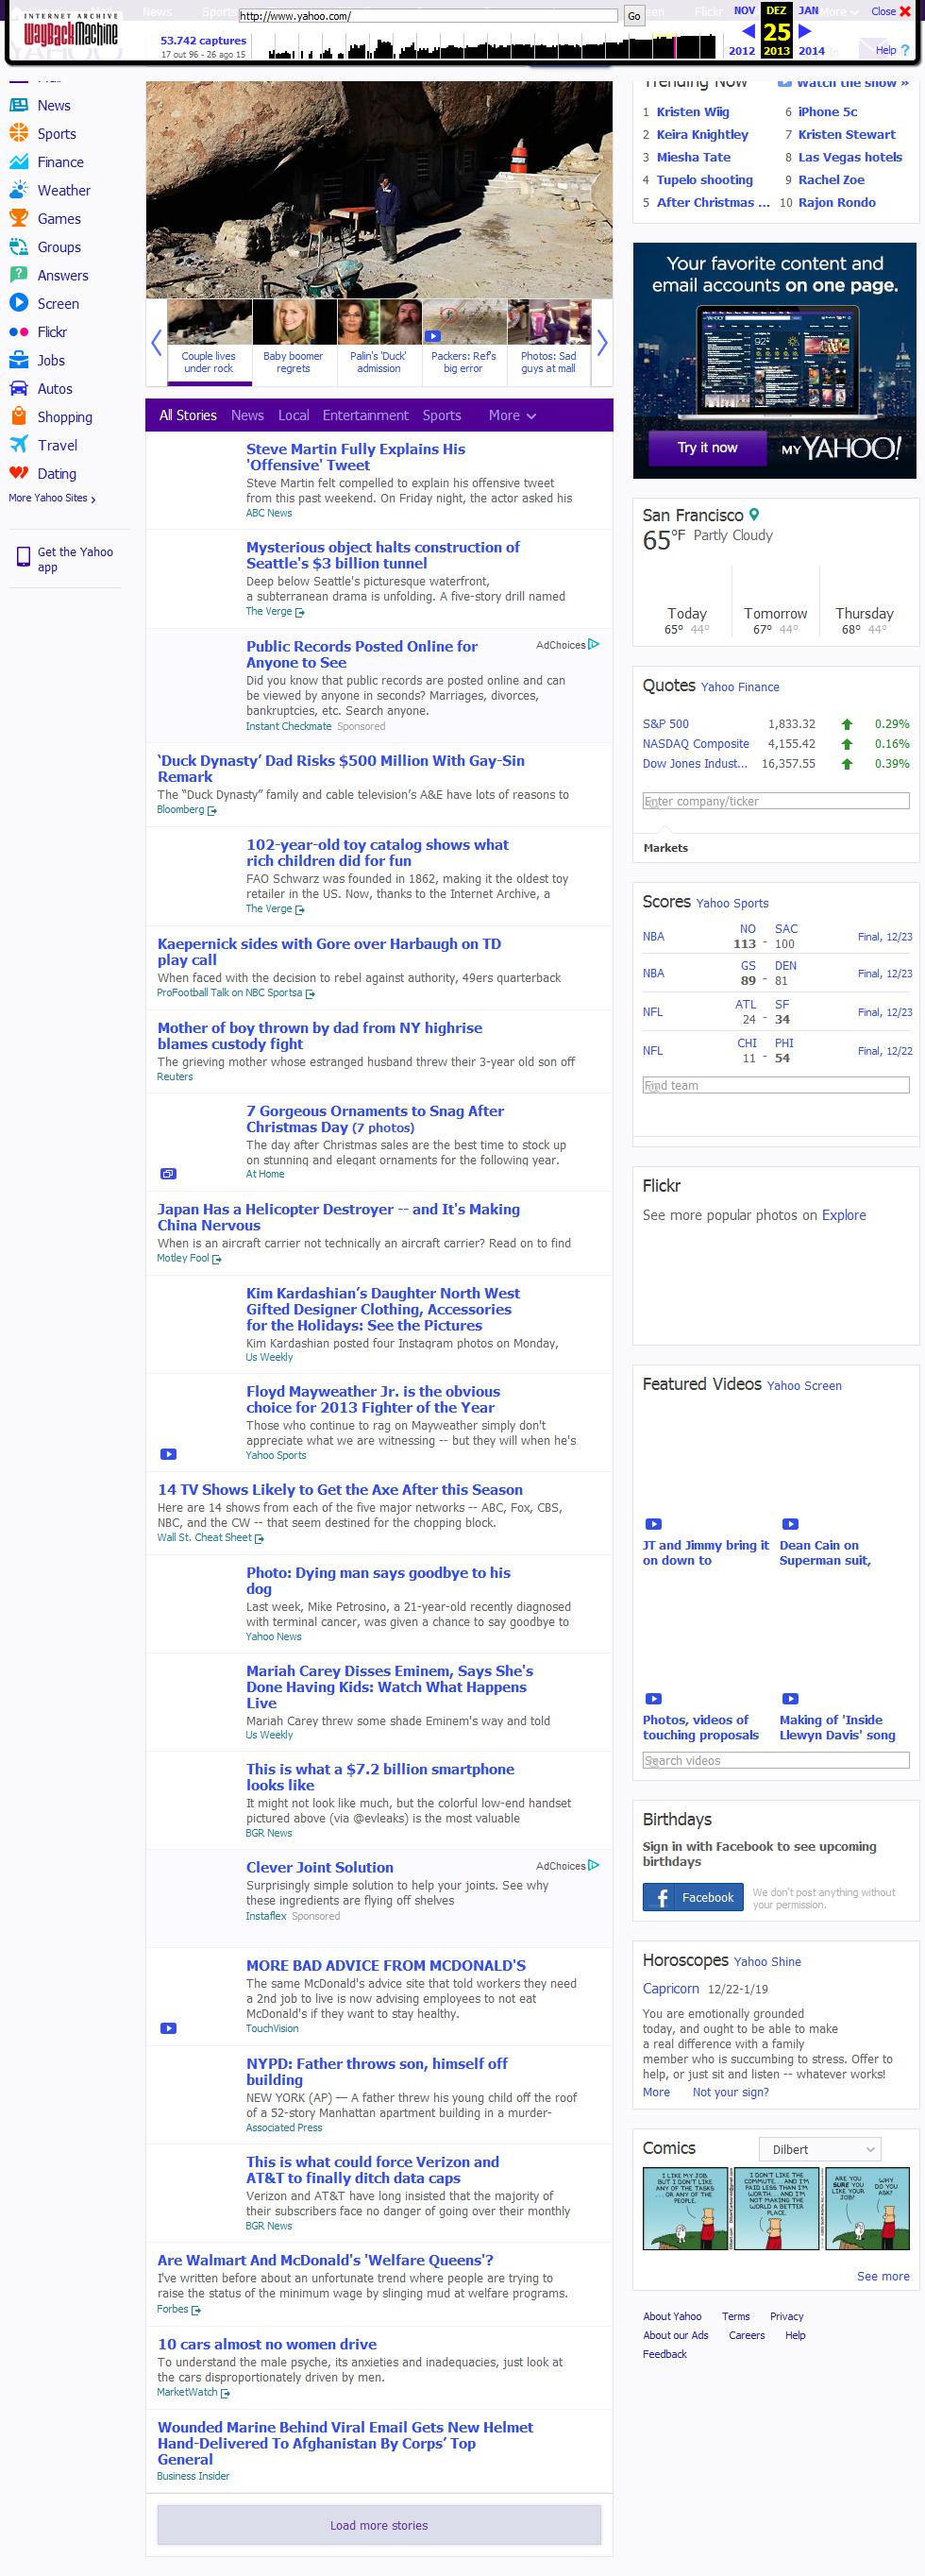 INTERNET ARCHIVE
WayBackMachine
http://www.yahoo.com/
Go
53.742 captures
17 out 96 - 26 ago 15
NOV DEZ JAN
25
2012 2013 2014
Close
Help ?
News
Sports
Finance
Weather
Games
Groups
Answers
Screen
Flickr
Jobs
Autos
Shopping
Travel
Dating
More Yahoo Sites
Get the Yahoo
app
Couple lives
under rock
Baby boomer
regrets
Palin's 'Duck'
admission
Packers: Ref's
big error
Photos: Sad
guys at mall
All Stories News Local Entertainment Sports More
Steve Martin Fully Explains His
'Offensive' Tweet
Steve Martin felt compelled to explain his offensive tweet
from this past weekend. On Friday night, the actor asked his
ABC News
Mysterious object halts construction of
Seattle's $3 billion tunnel
Deep below Seattle's picturesque waterfront,
a subterranean drama is unfolding. A five-story drill named
The Verge
Public Records Posted Online for
Anyone to See
AdChoices
Did you know that public records are posted online and can
be viewed by anyone in seconds? Marriages, divorces,
bankruptcies, etc. Search anyone.
Instant Checkmate Sponsored
‘Duck Dynasty’ Dad Risks $500 Million With Gay-Sin
Remark
The “Duck Dynasty” family and cable television’s A&E have lots of reasons to
Bloomberg
102-year-old toy catalog shows what
rich children did for fun
FAO Schwarz was founded in 1862, making it the oldest toy
retailer in the US. Now, thanks to the Internet Archive, a
The Verge
Kaepernick sides with Gore over Harbaugh on TD
play call
When faced with the decision to rebel against authority, 49ers quarterback
ProFootball Talk on NBC Sportsa
Mother of boy thrown by dad from NY highrise
blames custody fight
The grieving mother whose estranged husband threw their 3-year old son off
Reuters
7 Gorgeous Ornaments to Snag After
Christmas Day (7 photos)
The day after Christmas sales are the best time to stock up
on stunning and elegant ornaments for the following year.
At Home
Japan Has a Helicopter Destroyer -- and It's Making
China Nervous
When is an aircraft carrier not technically an aircraft carrier? Read on to find
Motley Fool
Kim Kardashian’s Daughter North West
Gifted Designer Clothing, Accessories
for the Holidays: See the Pictures
Kim Kardashian posted four Instagram photos on Monday,
Us Weekly
Floyd Mayweather Jr. is the obvious
choice for 2013 Fighter of the Year
Those who continue to rag on Mayweather simply don't
appreciate what we are witnessing -- but they will when he's
Yahoo Sports
14 TV Shows Likely to Get the Axe After this Season
Here are 14 shows from each of the five major networks -- ABC, Fox, CBS,
NBC, and the CW -- that seem destined for the chopping block.
Wall St. Cheat Sheet
Photo: Dying man says goodbye to his
dog
Last week, Mike Petrosino, a 21-year-old recently diagnosed
with terminal cancer, was given a chance to say goodbye to
Yahoo News
Mariah Carey Disses Eminem, Says She's
Done Having Kids: Watch What Happens
Live
Mariah Carey threw some shade Eminem's way and told
Us Weekly
This is what a $7.2 billion smartphone
looks like
It might not look like much, but the colorful low-end handset
pictured above (via @evleaks) is the most valuable
BGR News
Clever Joint Solution
AdChoices
Surprisingly simple solution to help your joints. See why
these ingredients are flying off shelves
Instaflex Sponsored
MORE BAD ADVICE FROM MCDONALD'S
The same McDonald's advice site that told workers they need
a 2nd job to live is now advising employees to not eat
McDonald's if they want to stay healthy.
TouchVision
NYPD: Father throws son, himself off
building
NEW YORK (AP) — A father threw his young child off the roof
of a 52-story Manhattan apartment building in a murder-
Associated Press
This is what could force Verizon and
AT&T to finally ditch data caps
Verizon and AT&T have long insisted that the majority of
their subscribers face no danger of going over their monthly
BGR News
Are Walmart And McDonald's 'Welfare Queens'?
I've written before about an unfortunate trend where people are trying to
raise the status of the minimum wage by slinging mud at welfare programs.
Forbes
10 cars almost no women drive
To understand the male psyche, its anxieties and inadequacies, just look at
the cars disproportionately driven by men.
MarketWatch
Wounded Marine Behind Viral Email Gets New Helmet
Hand-Delivered To Afghanistan By Corps’ Top
General
Business Insider
Load more stories
Trending Now Watch the show »
1 Kristen Wiig
2 Keira Knightley
3 Miesha Tate
4 Tupelo shooting
5 After Christmas ...
6 iPhone 5c
7 Kristen Stewart
8 Las Vegas hotels
9 Rachel Zoe
10 Rajon Rondo
Your favorite content and
email accounts on one page.
Try it now
MY YAHOO!
San Francisco
65°F Partly Cloudy
Today Tomorrow Thursday
65° 44° 67° 44° 68° 44°
Quotes Yahoo Finance
S&P 500 1,833.32 0.29%
NASDAQ Composite 4,155.42 0.16%
Dow Jones Indust... 16,357.55 0.39%
Enter company/ticker
Markets
Scores Yahoo Sports
NBA NO 113 - SAC 100 Final, 12/23
NBA GS 89 - DEN 81 Final, 12/23
NFL ATL 24 - SF 34 Final, 12/23
NFL CHI 11 - PHI 54 Final, 12/22
Find team
Flickr
See more popular photos on Explore
Featured Videos Yahoo Screen
JT and Jimmy bring it
on down to
Dean Cain on
Superman suit,
Photos, videos of
touching proposals
Making of 'Inside
Llewyn Davis' song
Search videos
Birthdays
Sign in with Facebook to see upcoming
birthdays
Facebook
We don't post anything without
your permission.
Horoscopes Yahoo Shine
Capricorn 12/22-1/19
You are emotionally grounded
today, and ought to be able to make
a real difference with a family
member who is succumbing to stress. Offer to
help, or just sit and listen -- whatever works!
More Not your sign?
Comics Dilbert
I LIKE MY JOB,
BUT I DON'T LIKE
ANY OF THE TASKS
...OR ANY OF THE
PEOPLE.
I DON'T LIKE THE
COMMUTE... AND I'M
PAID LESS THAN I'M
WORTH... AND I'M
NOT MAKING THE
WORLD A BETTER
PLACE.
ARE YOU
SURE YOU
LIKE YOUR
JOB?
WHY
DO YOU
ASK?
See more
About Yahoo Terms Privacy
About our Ads Careers Help
Feedback